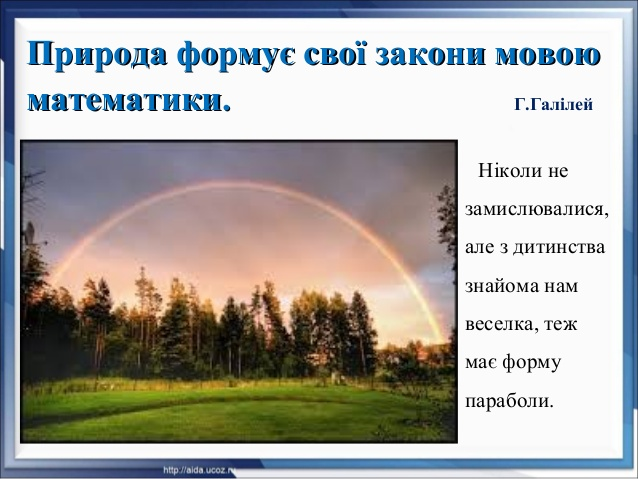 Природа формує свої закони мовою
математики.
Г.Галілей
Ніколи не
замислювалися,
але з дитинства
знайома нам
веселка, теж
має форму
параболи.
http://aida.ucoz.ru